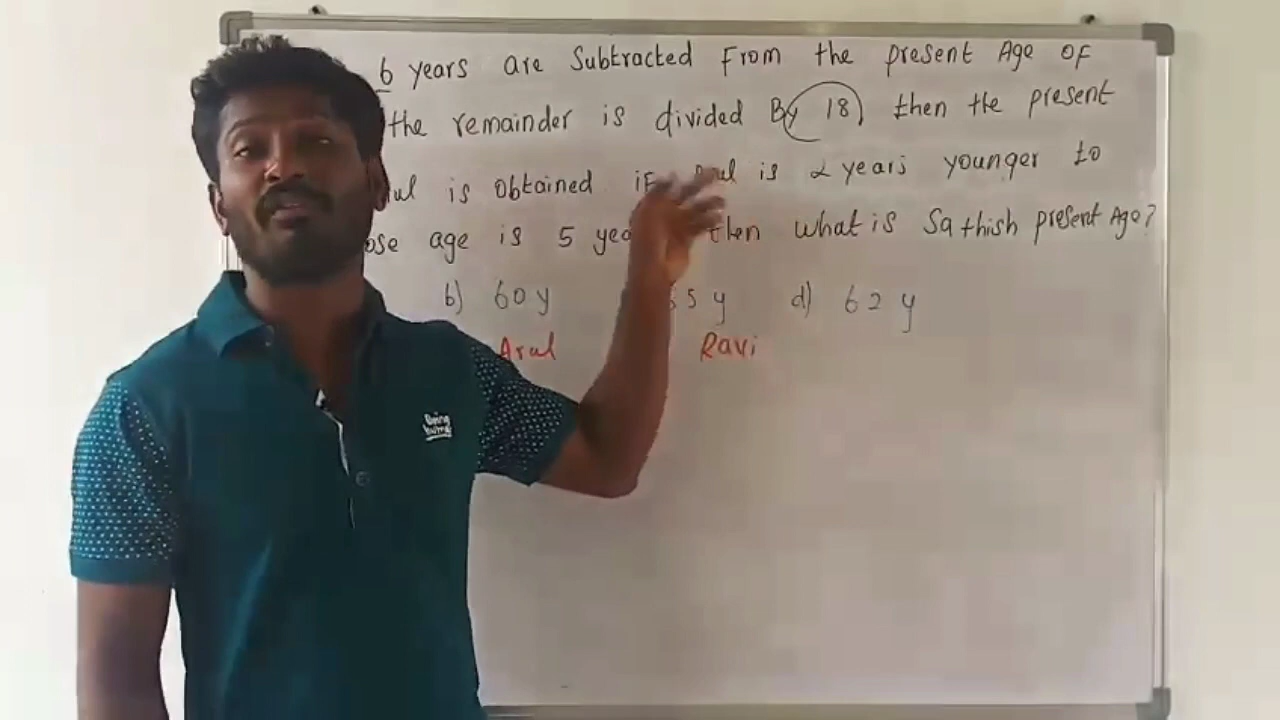 6 years are Subtracted From the present Age of
the remainder is divided By 18, then the present
is obtained if is 2 years younger to
age is 5 then what is Sathish present Age?
b) 60 y 5 y d) 62 y
Arul Ravi
Being